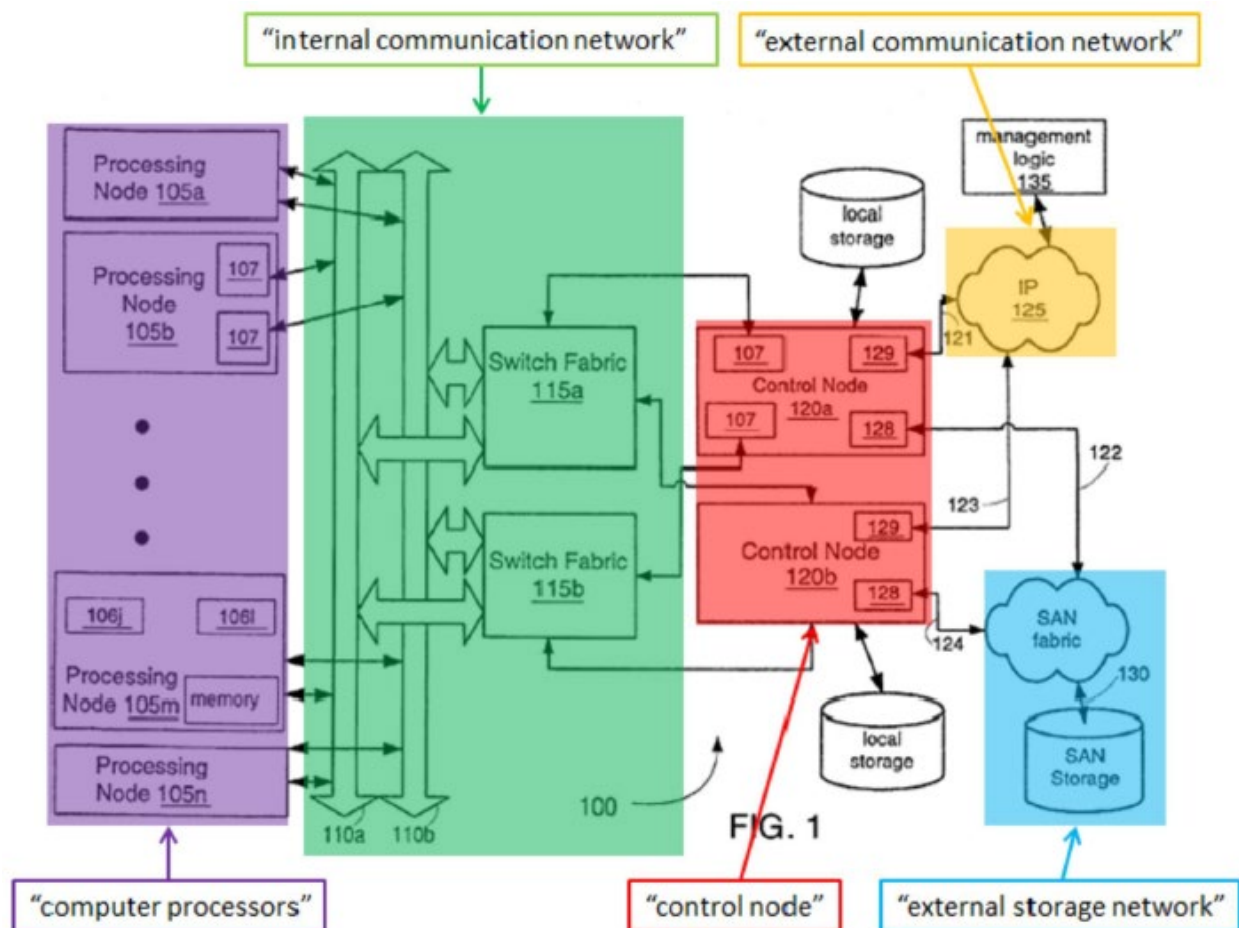 “internal communication network”
“external communication network”
Processing
Node 105a
Processing
Node
105b
107
107
106j
106l
Processing
Node 105m
memory
Processing
Node 105n
110a
110b
Switch Fabric
115a
Switch Fabric
115b
local
storage
management
logic
135
IP
125
121
107
129
Control Node
120a
107
128
122
123
129
Control Node
120b
128
124
SAN
fabric
130
SAN
Storage
local
storage
100
FIG. 1
“computer processors”
“control node”
“external storage network”